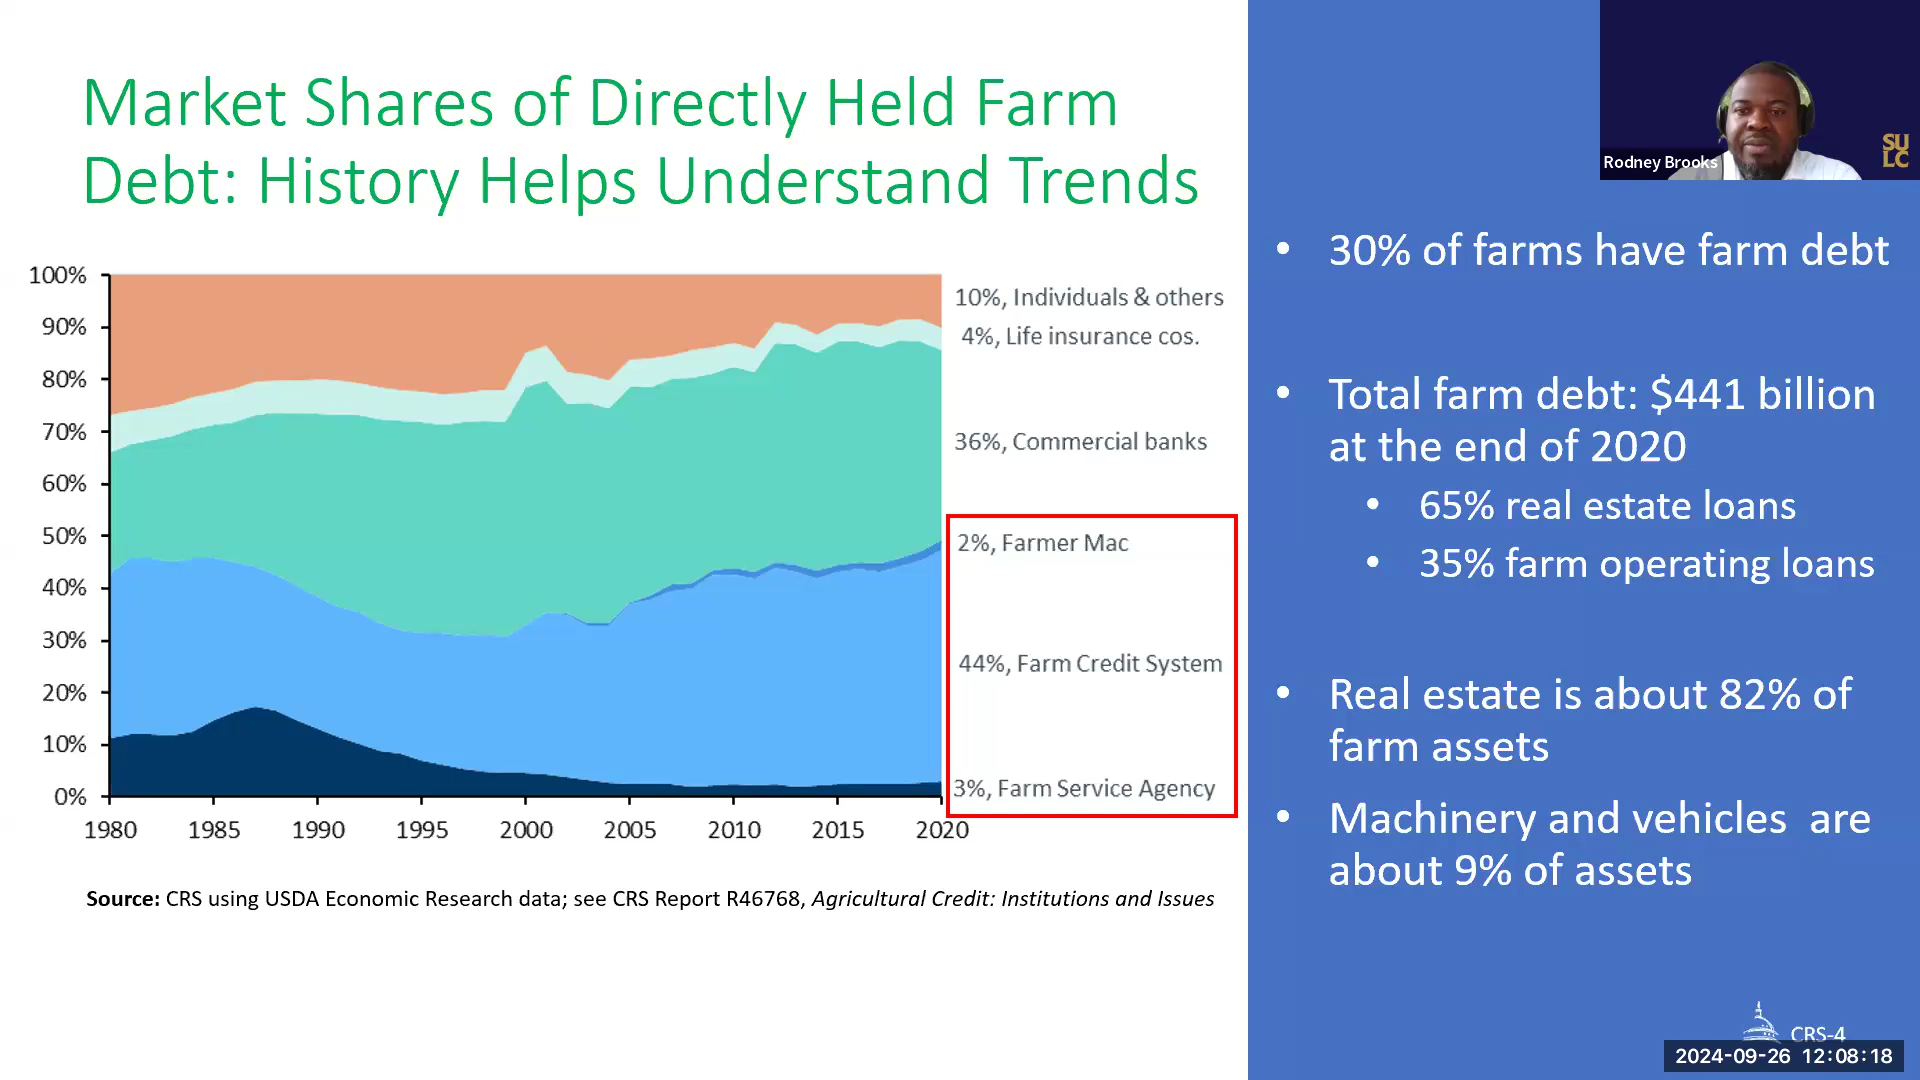 Market Shares of Directly Held Farm
Debt: History Helps Understand Trends
100%
90%
80%
70%
60%
50%
40%
30%
20%
10%
0%
1980 1985 1990 1995 2000 2005 2010 2015 2020
10%, Individuals & others
4%, Life insurance cos.
36%, Commercial banks
2%, Farmer Mac
44%, Farm Credit System
3%, Farm Service Agency
Source: CRS using USDA Economic Research data; see CRS Report R46768, Agricultural Credit: Institutions and Issues
Rodney Brooks
SU
LC
• 30% of farms have farm debt
• Total farm debt: $441 billion
at the end of 2020
• 65% real estate loans
• 35% farm operating loans
• Real estate is about 82% of
farm assets
• Machinery and vehicles are
about 9% of assets
CRS-4
2024-09-26 12:08:18